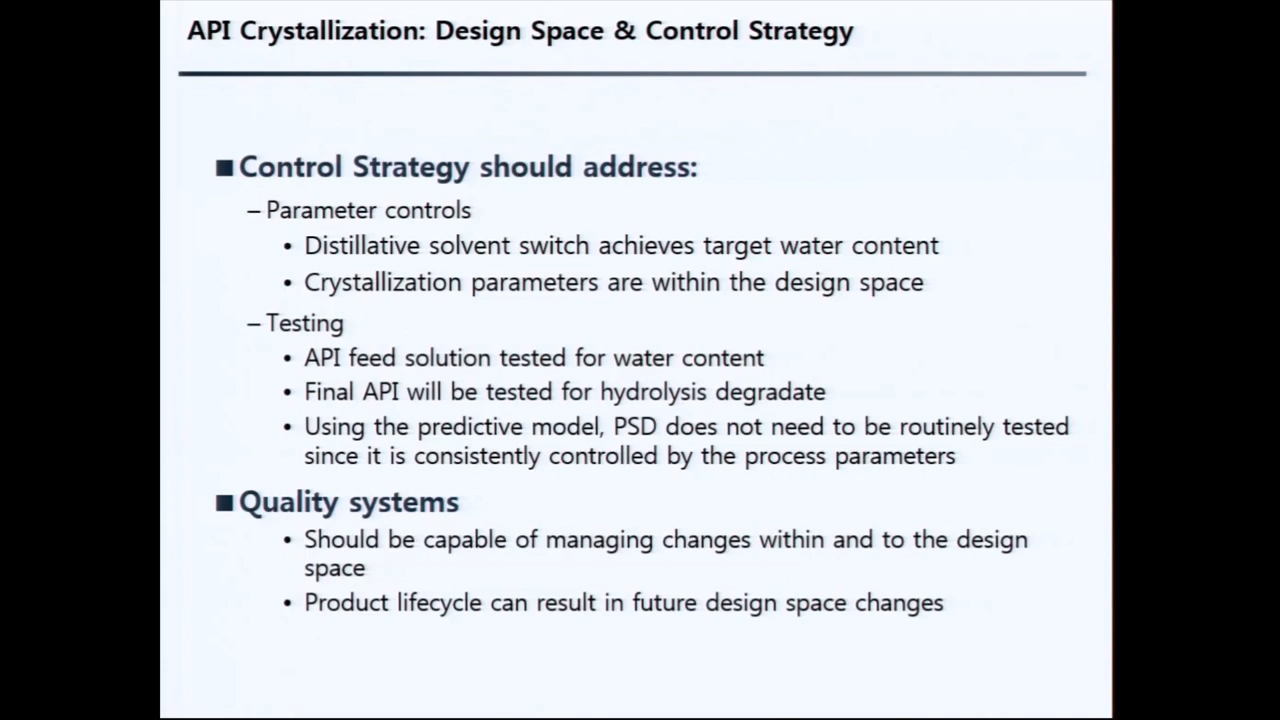 API Crystallization: Design Space & Control Strategy
■ Control Strategy should address:
– Parameter controls
• Distillative solvent switch achieves target water content
• Crystallization parameters are within the design space
– Testing
• API feed solution tested for water content
• Final API will be tested for hydrolysis degradate
• Using the predictive model, PSD does not need to be routinely tested
since it is consistently controlled by the process parameters
■ Quality systems
• Should be capable of managing changes within and to the design
space
• Product lifecycle can result in future design space changes